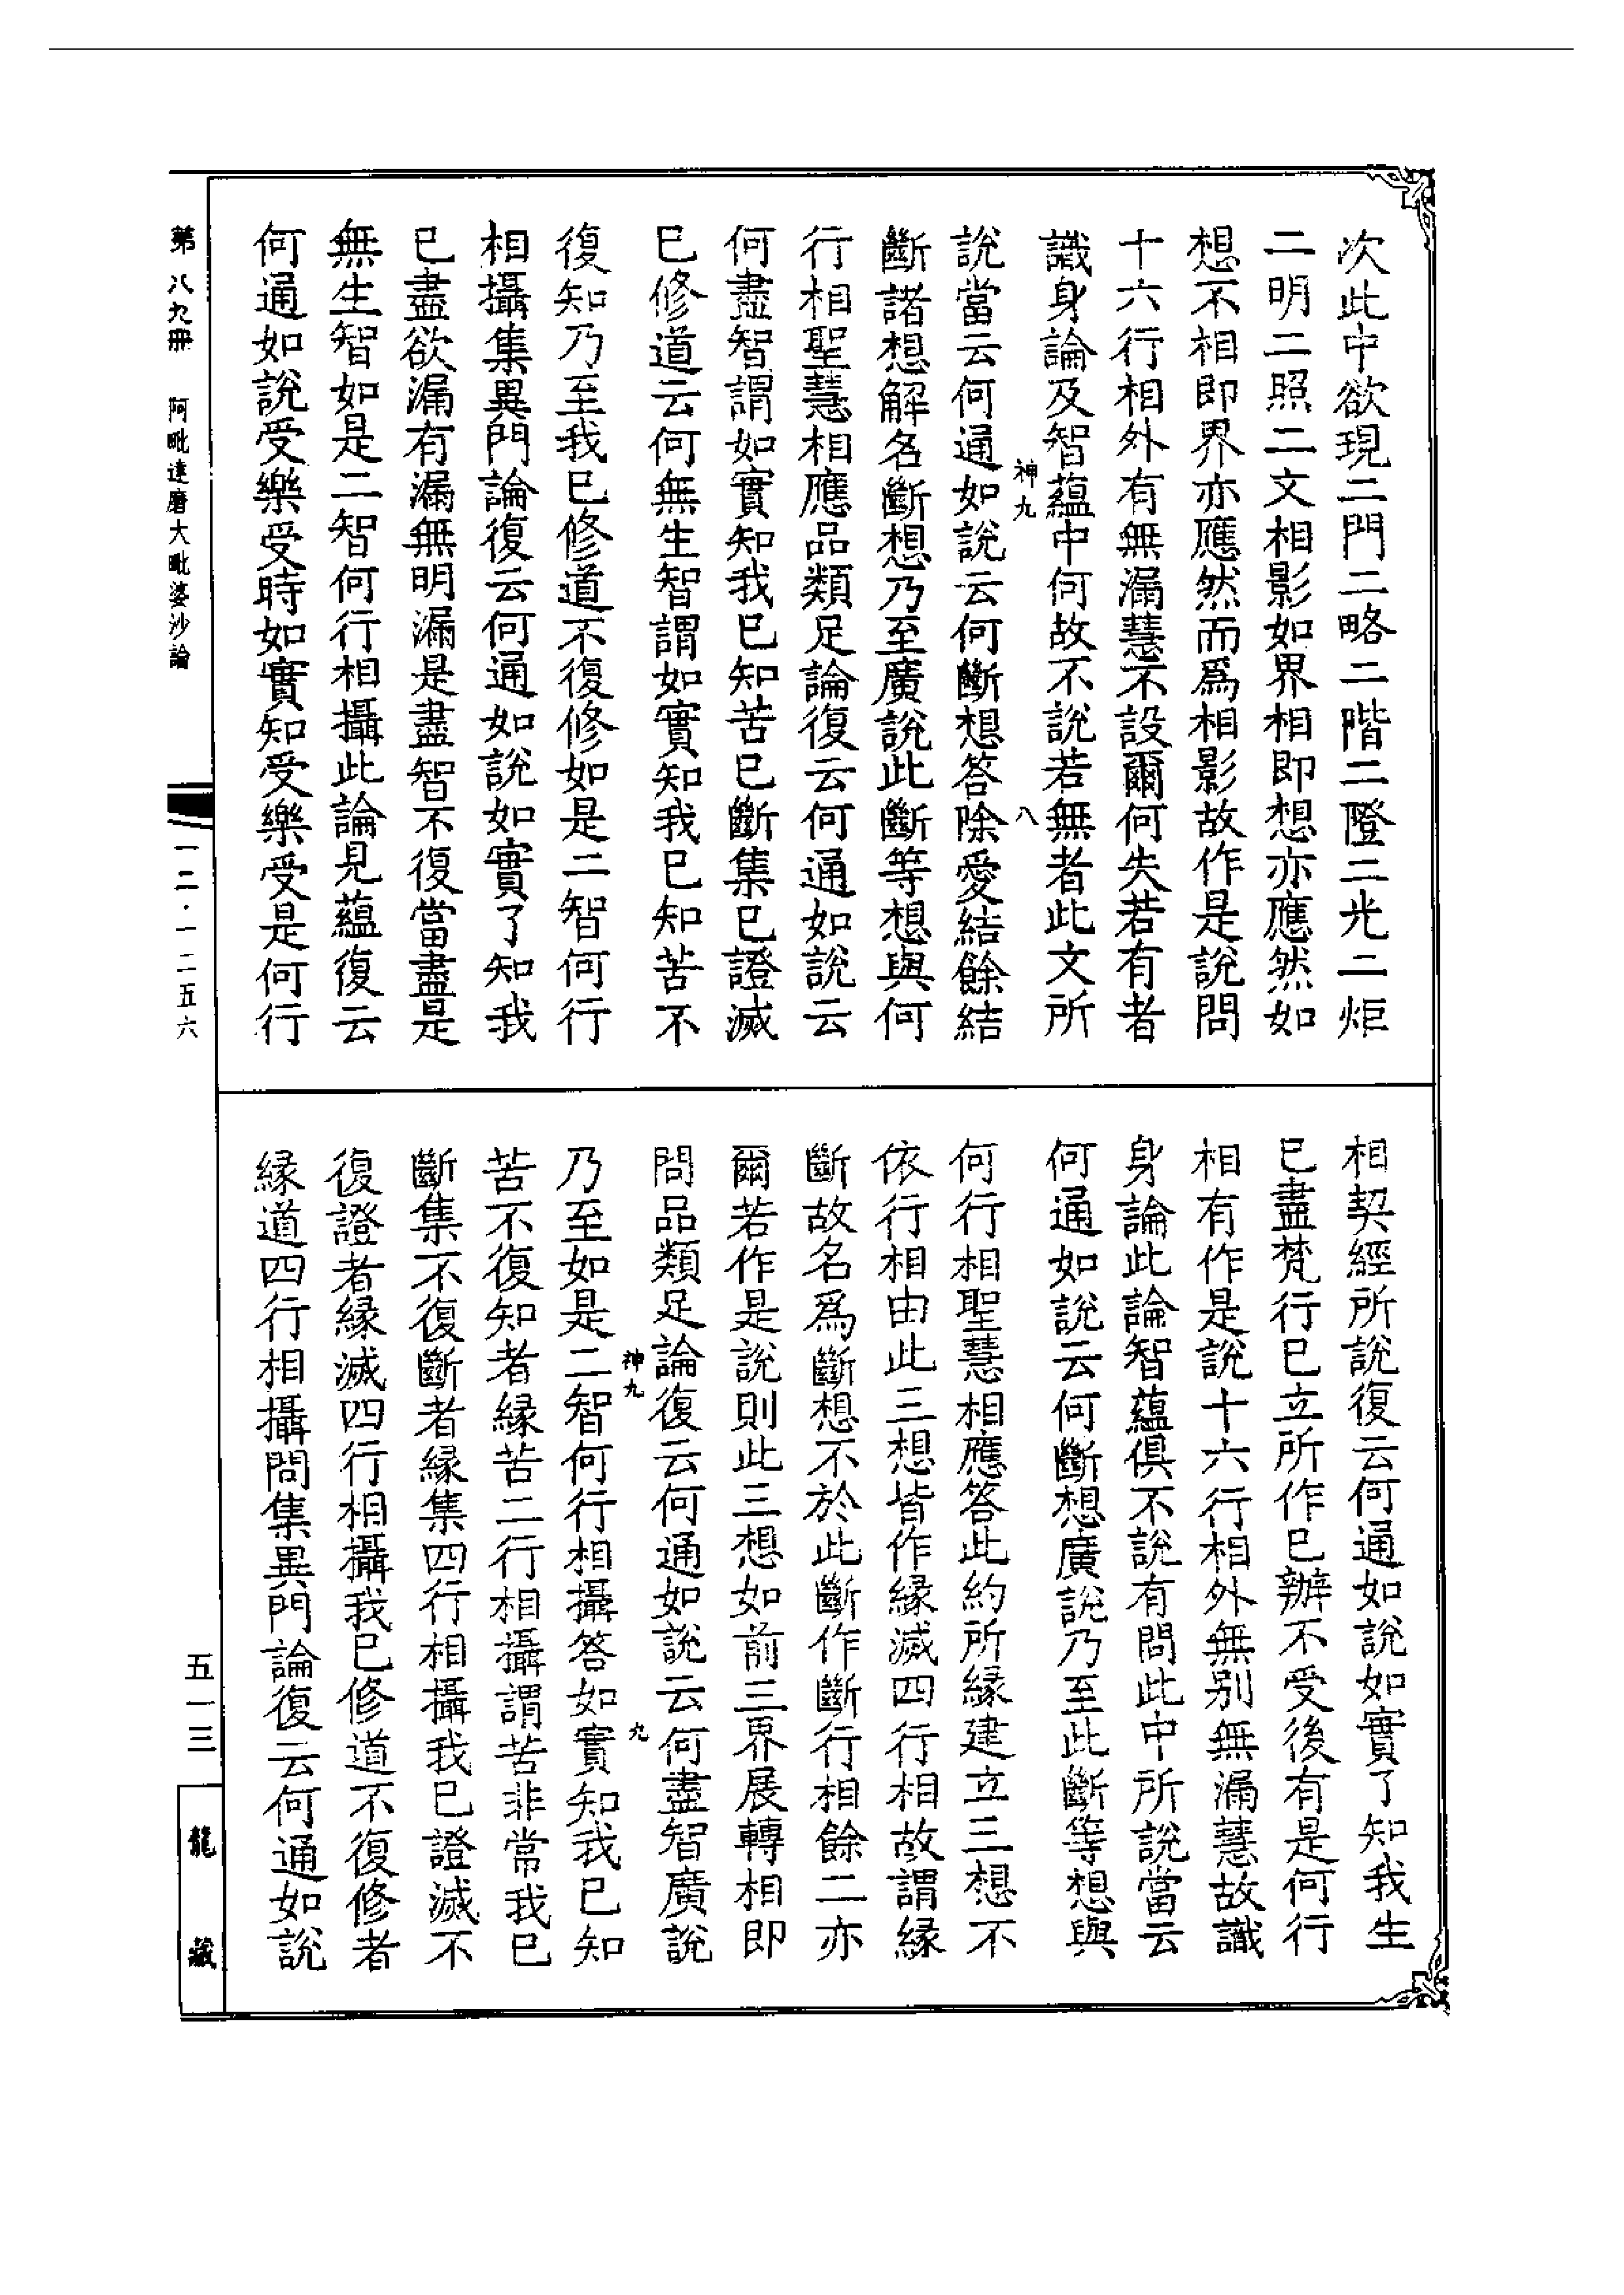 次此中欲現二門二略二階二隥二光二炬
二明二照二文相影如界相即想亦應然如
想不相即界亦應然而爲相影故作是說問
十六行相外有無漏慧不設爾何失若有者
識身論及智蘊中何故不說若無者此文所
神九 八
說當云何通如說云何斷想答除愛結餘結
斷諸想解名斷想乃至廣說此斷等想與何
行相聖慧相應品類足論復云何通如說云
何盡智謂如實知我已知苦已斷集已證滅
已修道云何無生智謂如實知我已知苦不
復知乃至我已修道不復修如是二智何行
相攝集異門論復云何通如說如實了知我
已盡欲漏有漏無明漏是盡智不復當盡是
無生智如是二智何行相攝此論見蘊復云
何通如說受樂受時如實知受樂受是何行
相契經所說復云何通如說如實了知我生
已盡梵行已立所作已辦不受後有是何行
相有作是說十六行相外無別無漏慧故識
身論此論智蘊俱不說有問此中所說當云
何通如說云何斷想廣說乃至此斷等想與
何行相聖慧相應答此約所緣建立三想不
依行相由此三想皆作緣滅四行相故謂緣
斷故名爲斷想不於此斷作斷行相餘二亦
爾若作是說則此三想如前三界展轉相即
問品類足論復云何通如說云何盡智廣說
神九 九
乃至如是二智何行相攝答如實知我已知
苦不復知者緣苦二行相攝謂苦非常我已
斷集不復斷者緣集四行相攝我已證滅不
復證者緣滅四行相攝我已修道不復修者
緣道四行相攝問集異門論復云何通如說
第八九冊 阿毗達磨大毗婆沙論
一二·一二五六
五一三
龍藏